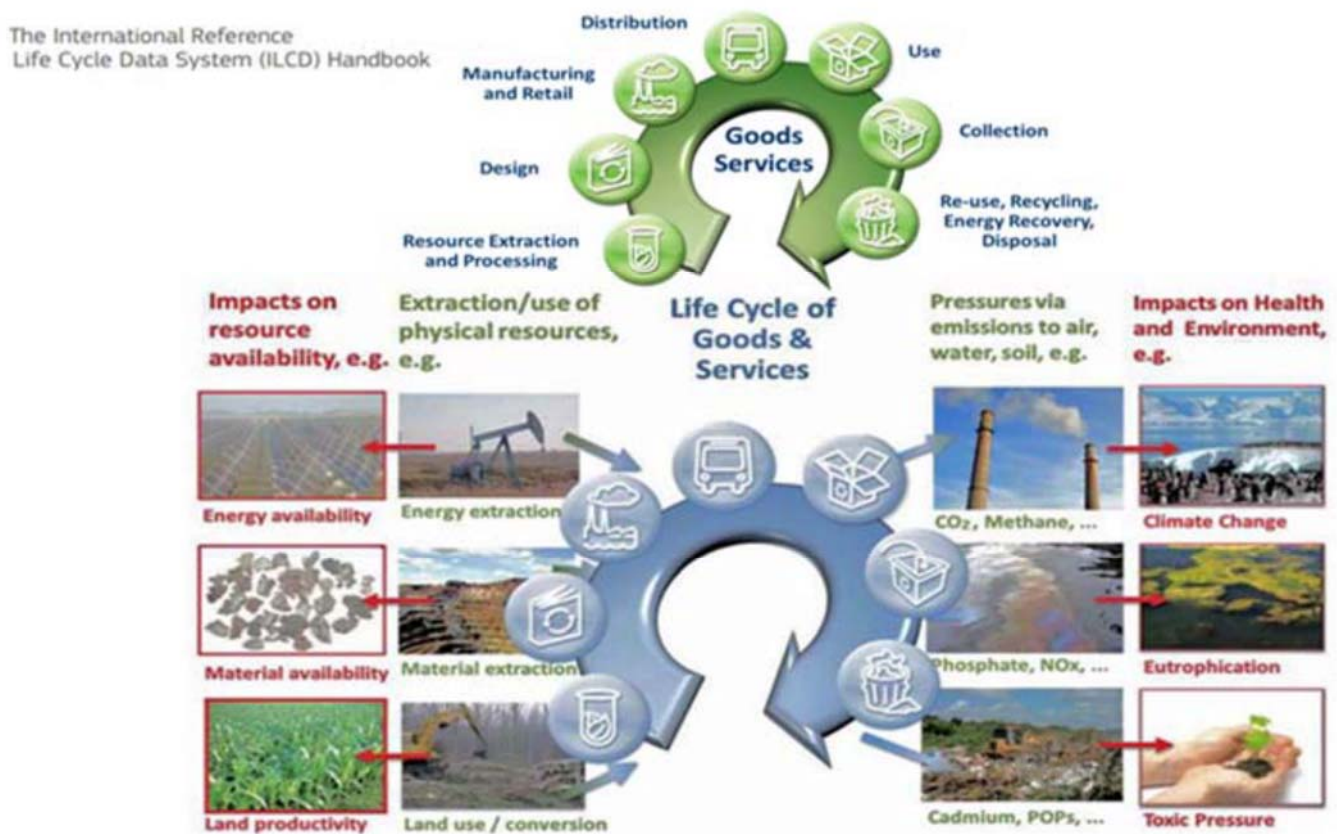 The International Reference
Life Cycle Data System (ILCD) Handbook
Distribution
Use
Manufacturing
and Retail
Goods
Services
Collection
Design
Re-use, Recycling,
Energy Recovery,
Disposal
Resource Extraction
and Processing
Impacts on
resource
availability, e.g.
Extraction/use of
physical resources,
e.g.
Life Cycle of
Goods &
Services
Pressures via
emissions to air,
water, soil, e.g.
Impacts on Health
and Environment,
e.g.
Energy availability
Energy extraction
CO₂, Methane, ...
Climate Change
Material availability
Material extraction
Phosphate, NOx, ...
Eutrophication
Land productivity
Land use / conversion
Cadmium, POPs, ...
Toxic Pressure